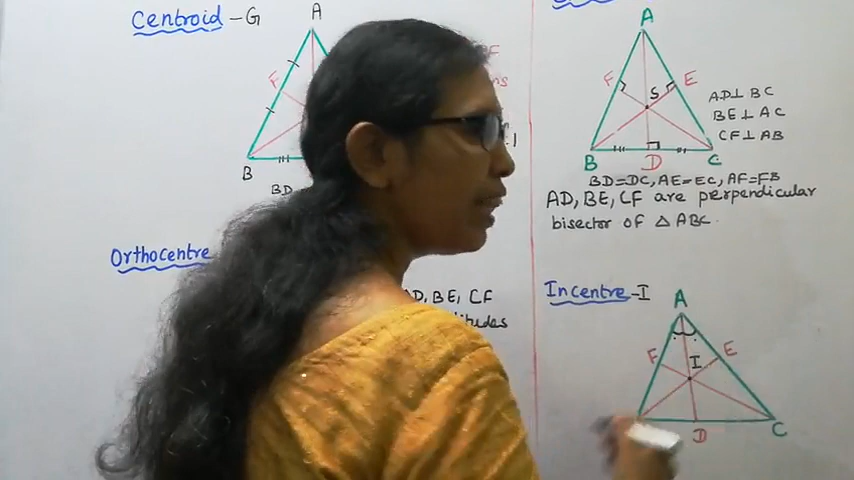 Centroid - G
A
F
B
BD
Orthocentre
AD, BE, CF
A
F
E
S
B
D
C
AD⊥ BC
BE⊥ AC
CF⊥ AB
BD=DC, AE=EC, AF=FB
AD, BE, CF are perpendicular
bisector of △ABC.
Incentre-I
A
F
E
I
D
C